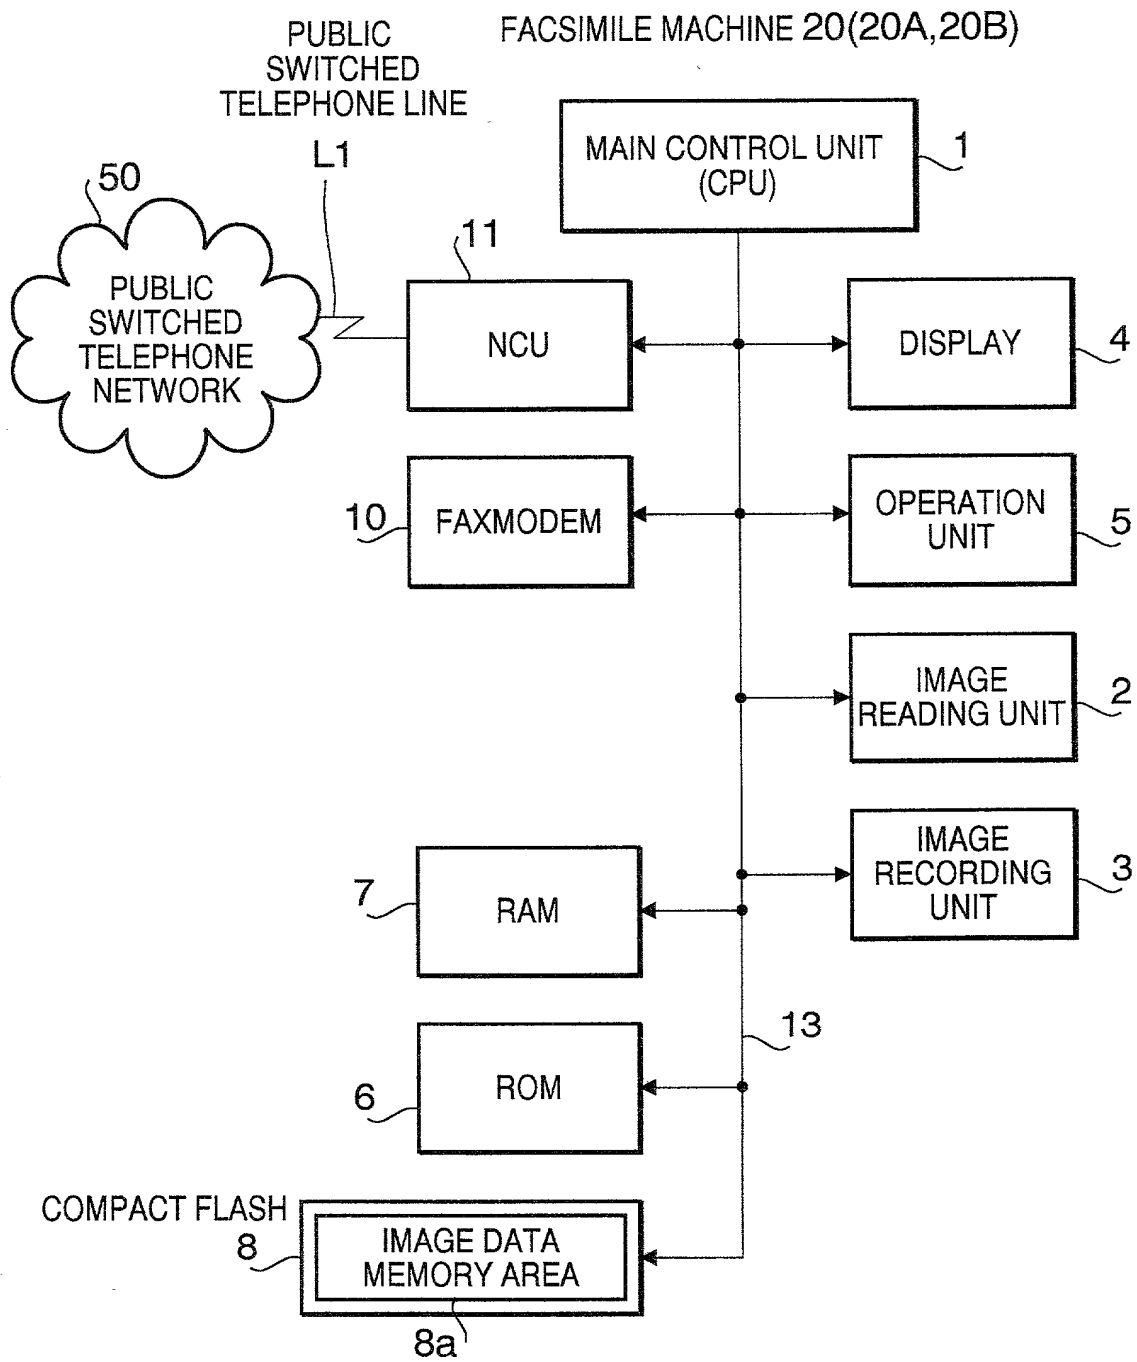 FACSIMILE MACHINE 20(20A,20B)
PUBLIC
SWITCHED
TELEPHONE LINE
L1
MAIN CONTROL UNIT
(CPU)
1
50
PUBLIC
SWITCHED
TELEPHONE
NETWORK
11
NCU
DISPLAY
4
10
FAXMODEM
OPERATION
UNIT
5
IMAGE
READING UNIT
2
IMAGE
RECORDING
UNIT
3
7
RAM
13
6
ROM
COMPACT FLASH
8
IMAGE DATA
MEMORY AREA
8a